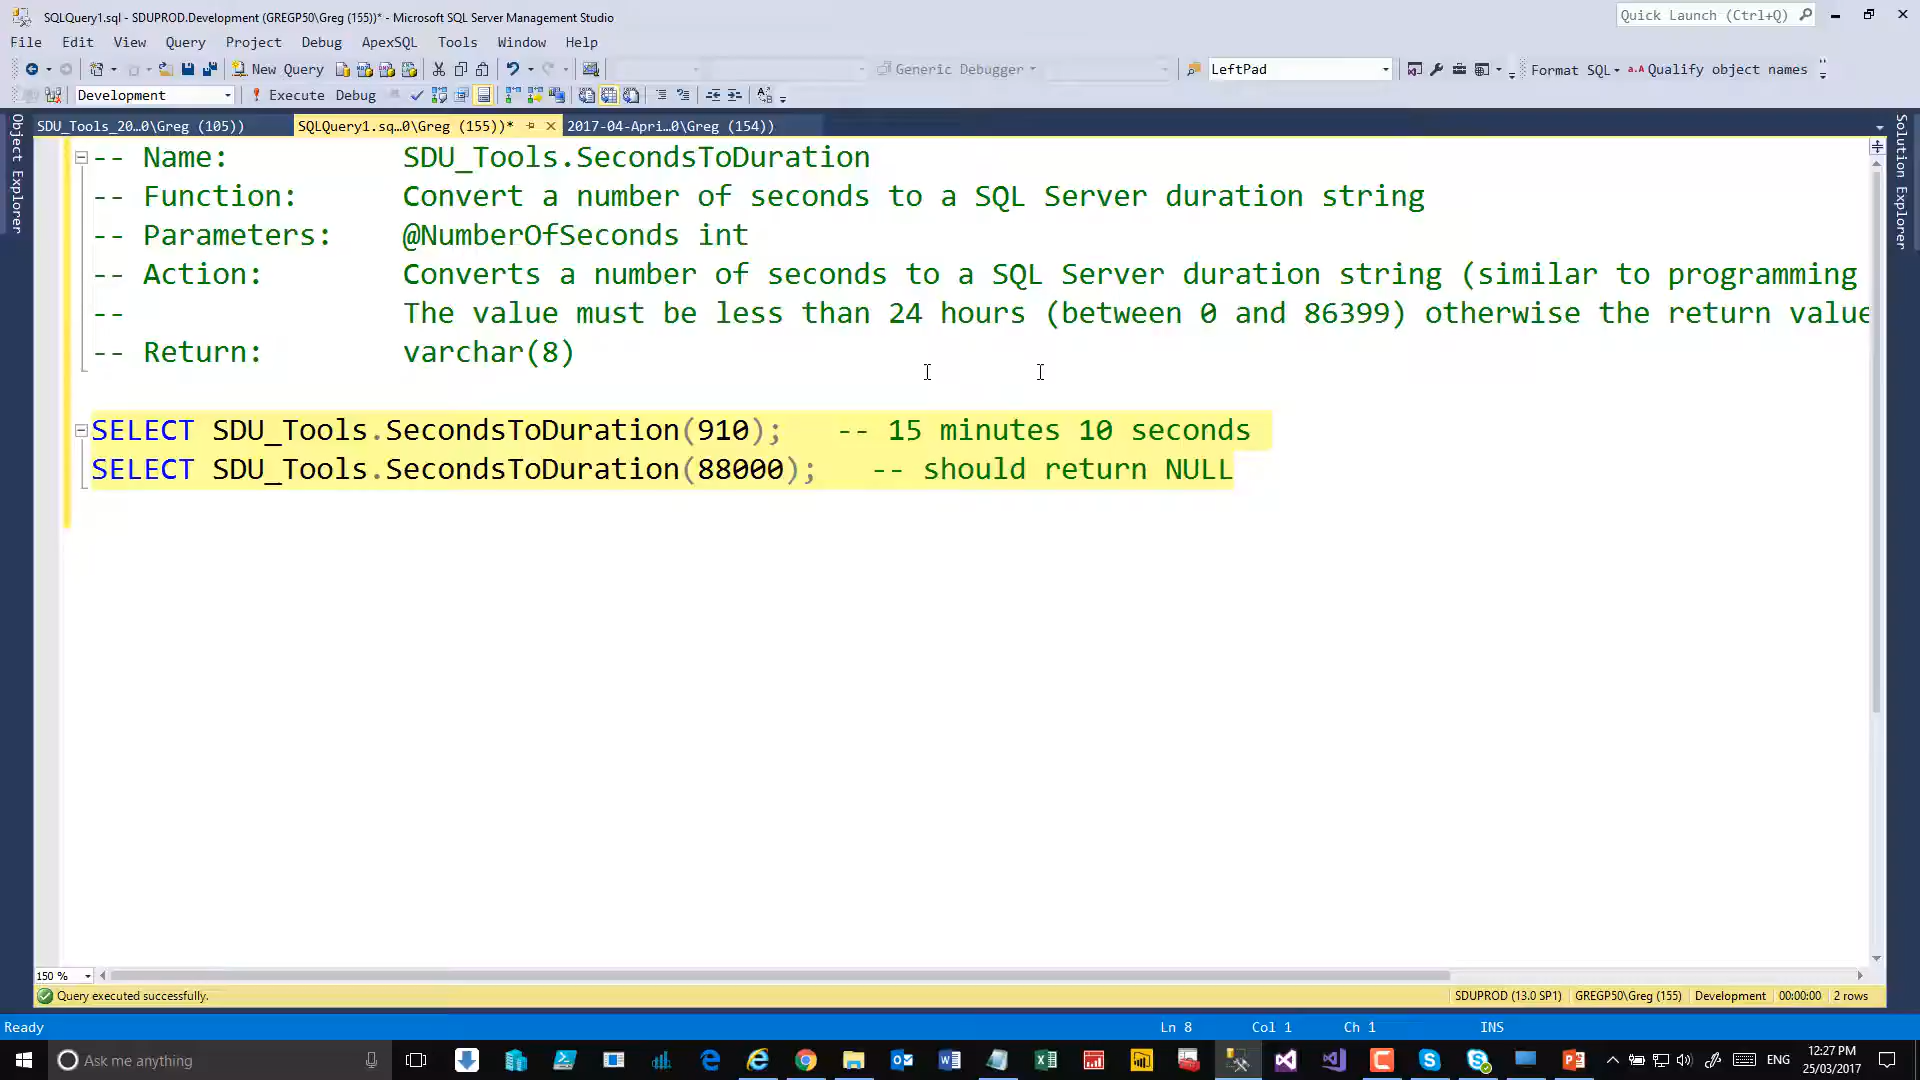 SQLQuery1.sql - SDUPROD.Development (GREGP50\Greg (155))* - Microsoft SQL Server Management Studio
Quick Launch (Ctrl+Q)
File Edit View Query Project Debug ApexSQL Tools Window Help
New Query Generic Debugger LeftPad Format SQL Qualify object names
Development Execute Debug
SDU_Tools_20...0\Greg (105)) SQLQuery1.sq...0\Greg (155))* 2017-04-Apri...0\Greg (154))
Object Explorer
Solution Explorer
-- Name: SDU_Tools.SecondsToDuration
-- Function: Convert a number of seconds to a SQL Server duration string
-- Parameters: @NumberOfSeconds int
-- Action: Converts a number of seconds to a SQL Server duration string (similar to programming
-- The value must be less than 24 hours (between 0 and 86399) otherwise the return value
-- Return: varchar(8)
SELECT SDU_Tools.SecondsToDuration(910); -- 15 minutes 10 seconds
SELECT SDU_Tools.SecondsToDuration(88000); -- should return NULL
150 %
Query executed successfully. SDUPROD (13.0 SP1) GREGP50\Greg (155) Development 00:00:00 2 rows
Ready Ln 8 Col 1 Ch 1 INS
Ask me anything
ENG
12:27 PM
25/03/2017